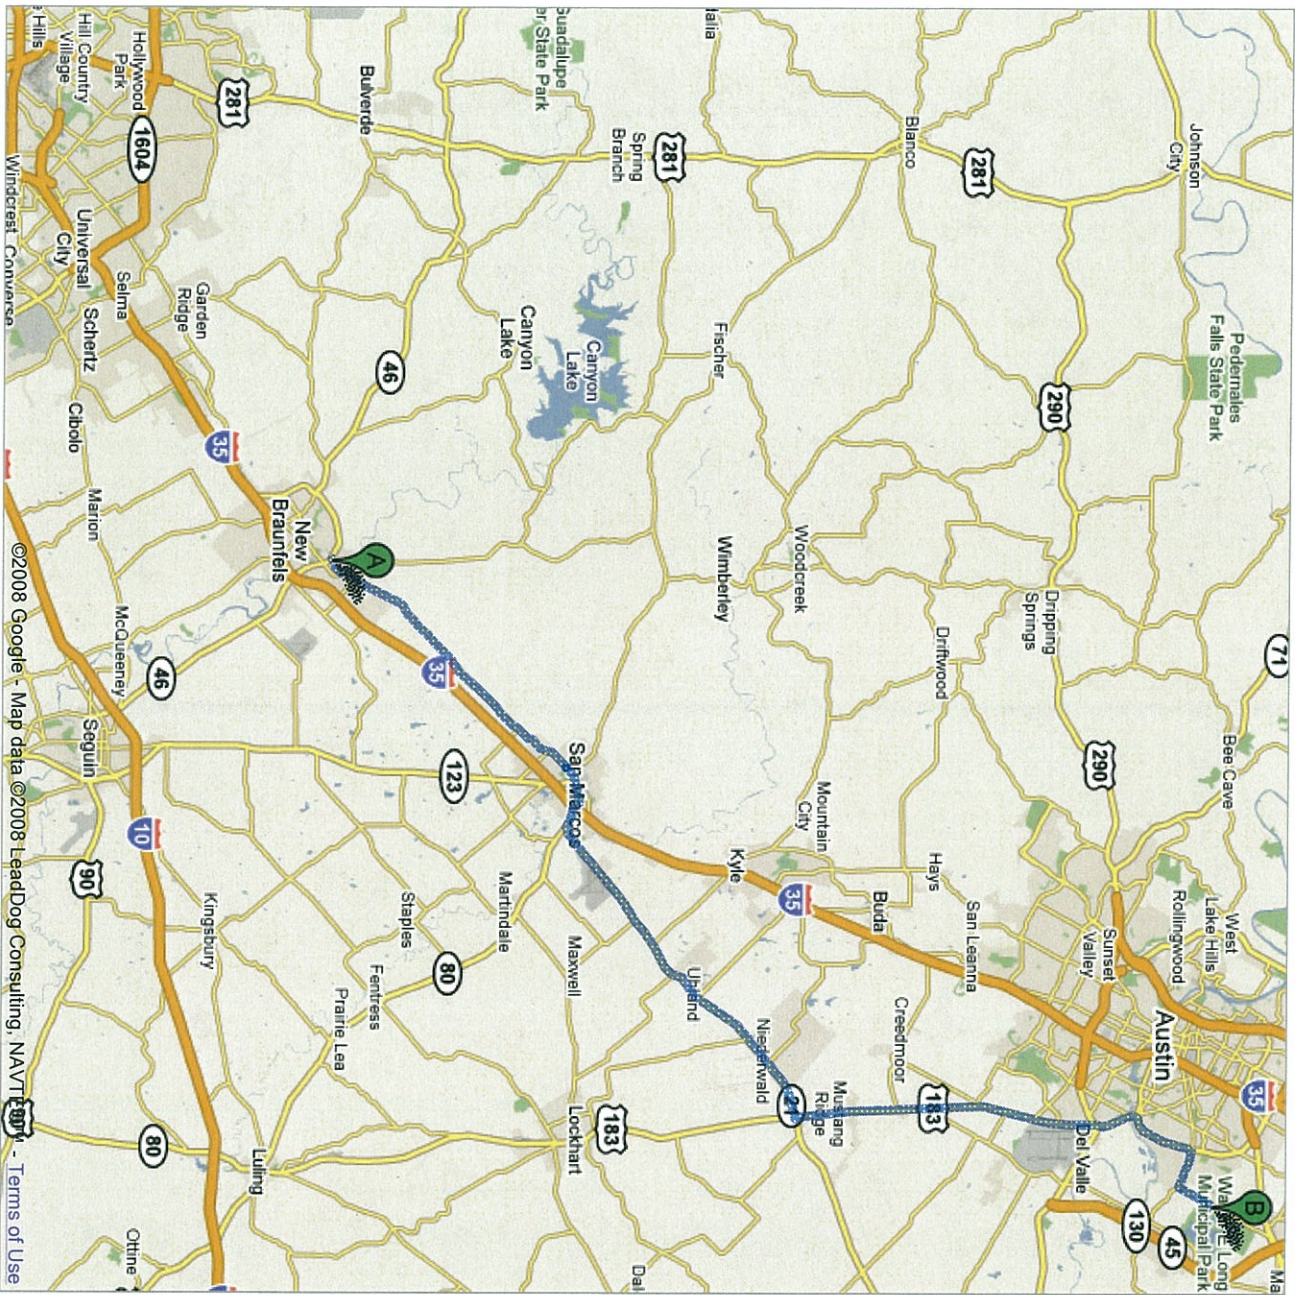 Johnson
City
Pedernales
Falls State Park
71
Bee Cave
West
Lake Hills
Rollingwood
Austin
35
B
Municipal Park
Long
130
45
Ma
290
Dripping
Springs
290
Sunset
Valley
Del Valle
281
Blanco
Driftwood
Hays
San Leanna
Buda
Creedmoor
183
Woodcreek
Mountain
City
35
Mustang
Ridge
21
Fischer
Wimberley
Kyle
Niederwald
Uhland
281
Spring
Branch
183
Dal
Guadalupe
er State Park
Canyon
Lake
Canyon
Lake
San Marcos
Maxwell
Lockhart
Martindale
46
A
35
123
80
Staples
Fentress
Prairie Lea
Bulverde
New
Braunfels
Luling
281
Garden
Ridge
35
Kingsbury
1604
Hollywood
Park
Selma
46
McQueeney
10
80
Ottine
Hill Country
Village
Universal
City
Schertz
Cibolo
Marion
Seguin
90
Hills
Windcrest
Converse
©2008 Google - Map data ©2008 LeadDog Consulting, NAVTEQ™ - Terms of Use